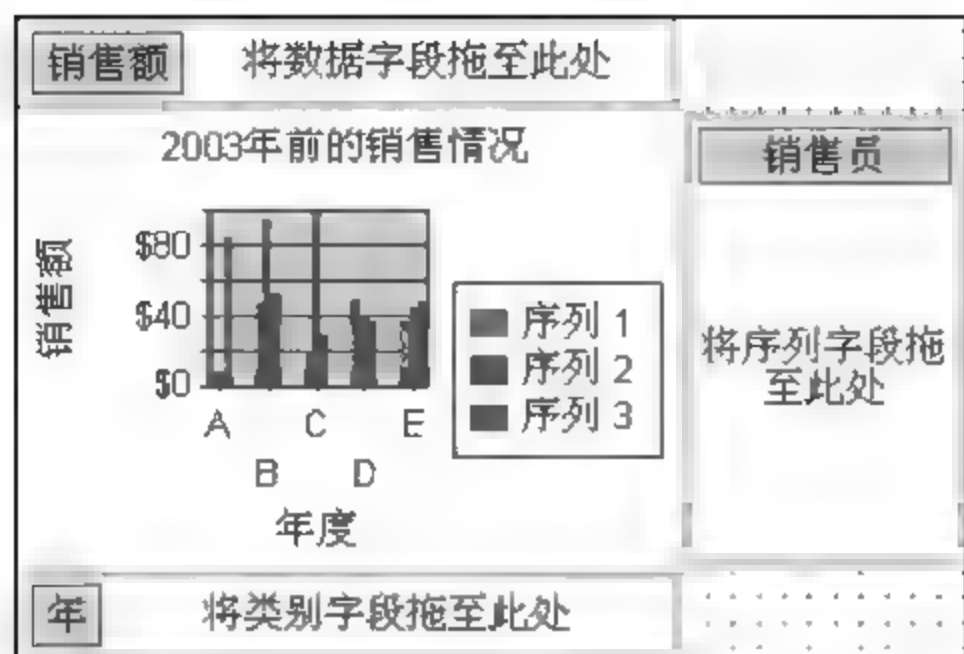 销售额 将数据字段拖至此处
2003年前的销售情况
销售员
销售额
$80
$40
$0
A C E
B D
年度
序列 1
序列 2
序列 3
将序列字段拖
至此处
年 将类别字段拖至此处